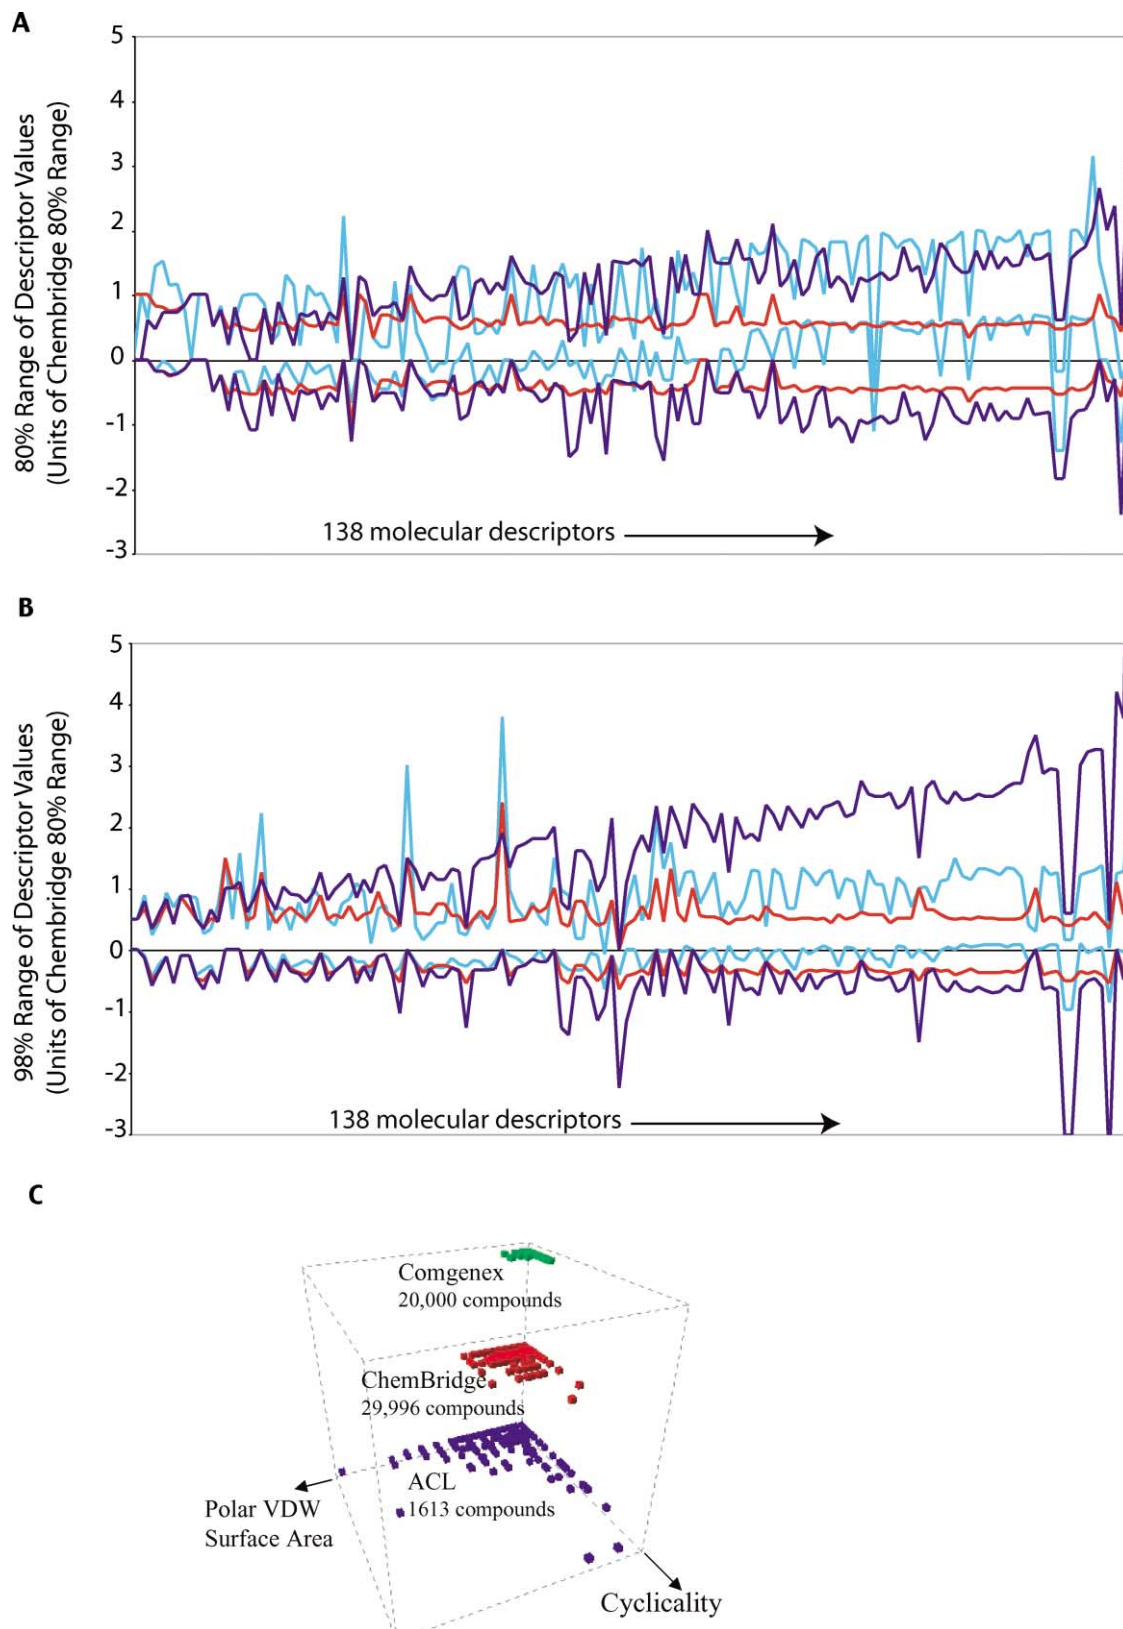 A
80% Range of Descriptor Values
(Units of Chembridge 80% Range)
5
4
3
2
1
0
-1
-2
-3
138 molecular descriptors
B
98% Range of Descriptor Values
(Units of Chembridge 80% Range)
5
4
3
2
1
0
-1
-2
-3
138 molecular descriptors
C
Comgenex
20,000 compounds
ChemBridge
29,996 compounds
ACL
1613 compounds
Polar VDW
Surface Area
Cyclicality